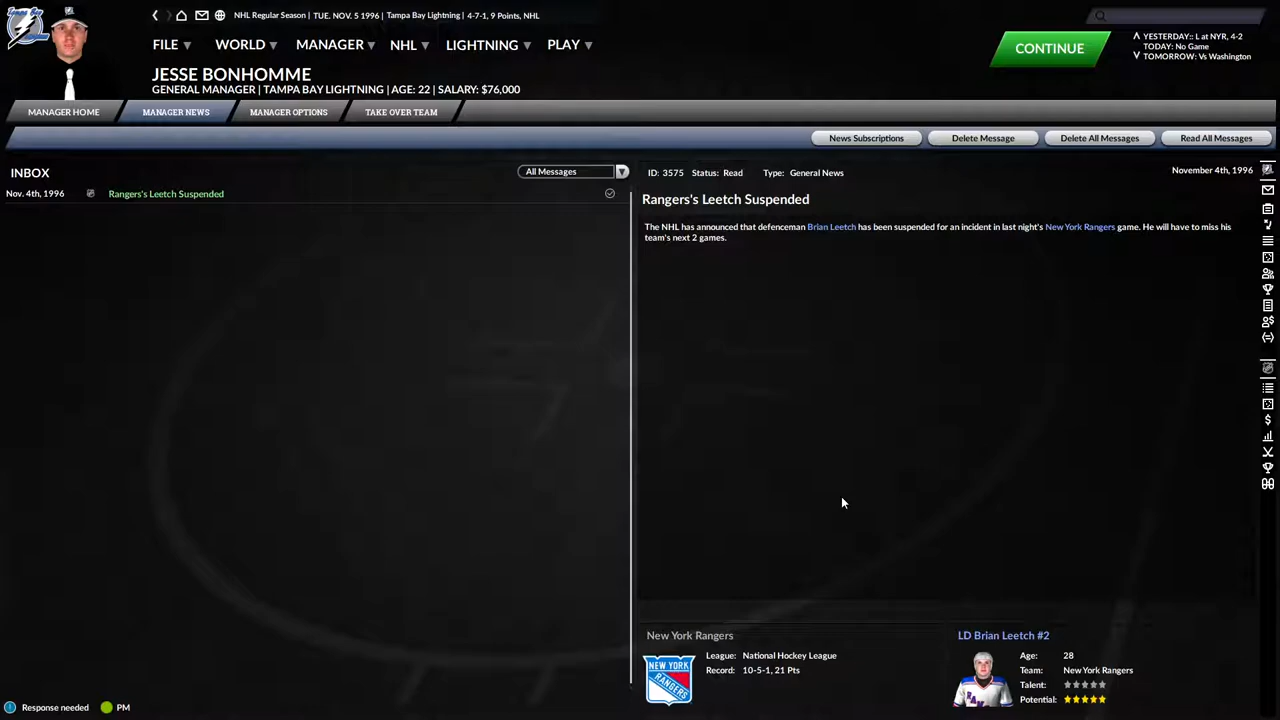 NHL Regular Season | TUE. NOV. 5 1996 | Tampa Bay Lightning | 4-7-1, 9 Points, NHL
FILE WORLD MANAGER NHL LIGHTNING PLAY
CONTINUE
YESTERDAY:: L at NYR, 4-2
TODAY: No Game
TOMORROW: Vs Washington
JESSE BONHOMME
GENERAL MANAGER | TAMPA BAY LIGHTNING | AGE: 22 | SALARY: $76,000
MANAGER HOME MANAGER NEWS MANAGER OPTIONS TAKE OVER TEAM
News Subscriptions Delete Message Delete All Messages Read All Messages
INBOX
All Messages
Nov. 4th, 1996 Rangers's Leetch Suspended
ID: 3575 Status: Read Type: General News
November 4th, 1996
Rangers's Leetch Suspended
The NHL has announced that defenceman Brian Leetch has been suspended for an incident in last night's New York Rangers game. He will have to miss his
team's next 2 games.
New York Rangers
League: National Hockey League
Record: 10-5-1, 21 Pts
NEW YORK
RANGERS
LD Brian Leetch #2
Age: 28
Team: New York Rangers
Talent:
Potential:
Response needed PM